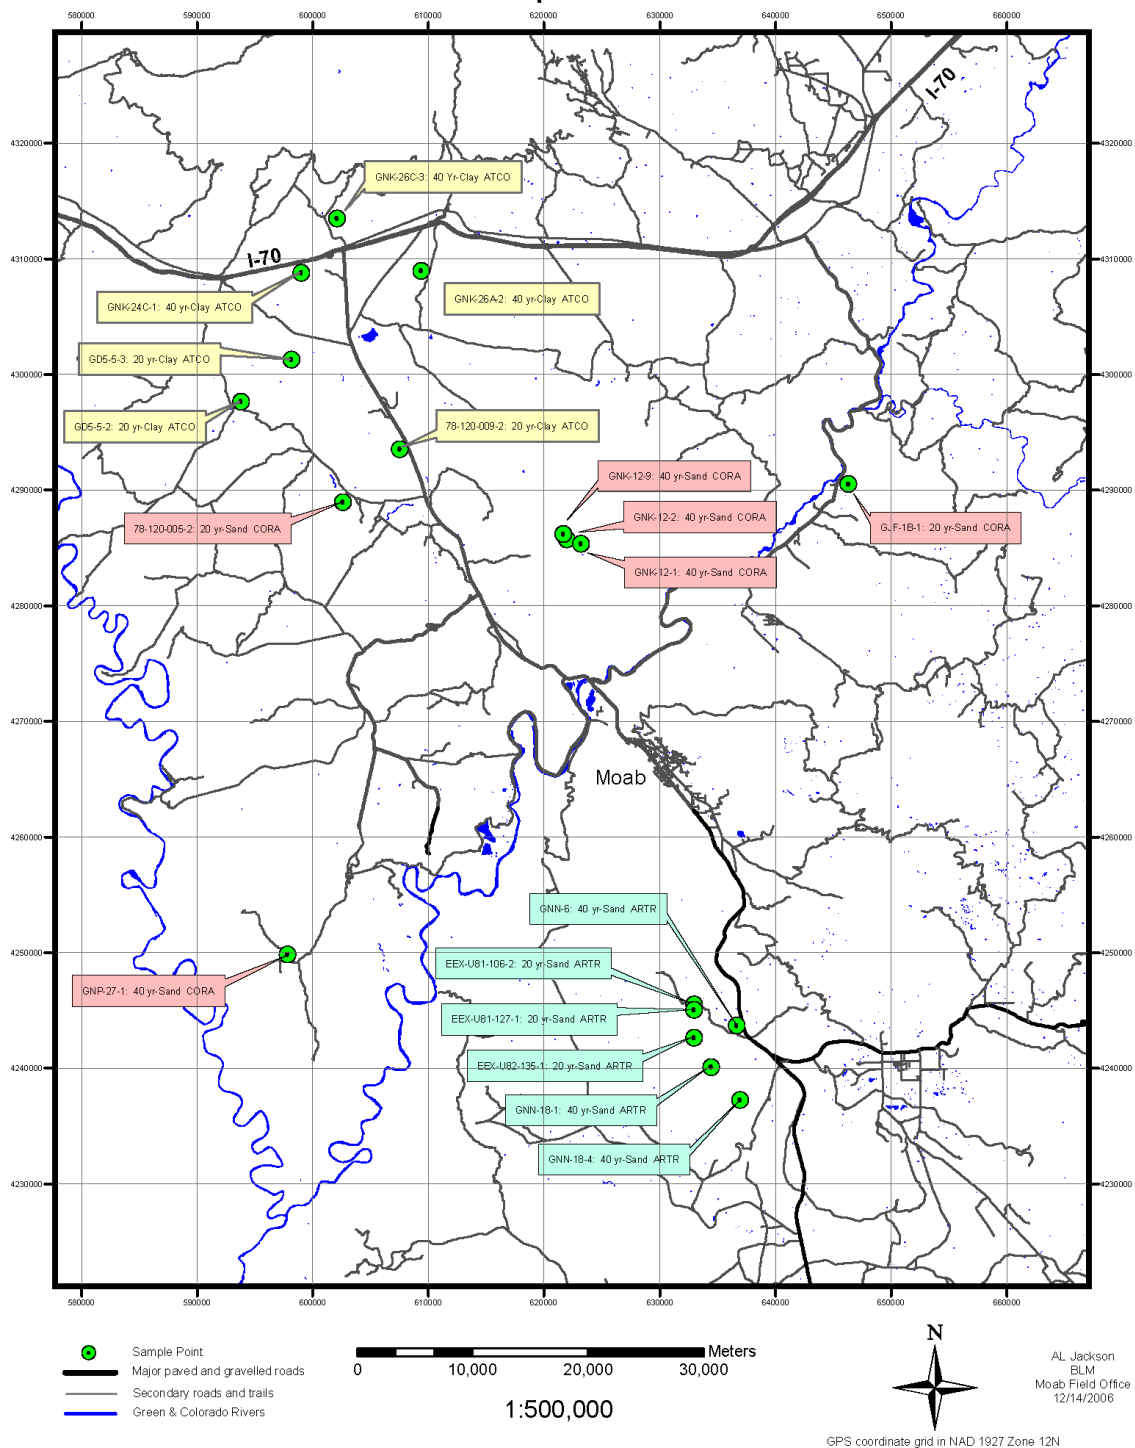 580000 590000 600000 610000 620000 630000 640000 650000 660000
I-70
4320000 4320000
GNK-26C-3: 40 Yr-Clay ATCO
I-70
4310000 4310000
GNK-24C-1: 40 yr-Clay ATCO
GNK-26A-2: 40 yr-Clay ATCO
GD5-5-3: 20 yr-Clay ATCO
4300000 4300000
GD5-5-2: 20 yr-Clay ATCO
78-120-009-2: 20 yr-Clay ATCO
GNK-12-9: 40 yr-Sand CORA
4290000 4290000
GNK-12-2: 40 yr-Sand CORA
78-120-005-2: 20 yr-Sand CORA
GJF-1B-1: 20 yr-Sand CORA
GNK-12-1: 40 yr-Sand CORA
4280000 4280000
4270000 4270000
Moab
4260000 4260000
GNN-6: 40 yr-Sand ARTR
4250000 4250000
EEX-U81-106-2: 20 yr-Sand ARTR
GNP-27-1: 40 yr-Sand CORA
EEX-U81-127-1: 20 yr-Sand ARTR
EEX-U82-135-1: 20 yr-Sand ARTR
4240000 4240000
GNN-18-1: 40 yr-Sand ARTR
GNN-18-4: 40 yr-Sand ARTR
4230000 4230000
580000 590000 600000 610000 620000 630000 640000 650000 660000
Sample Point
Major paved and gravelled roads
Secondary roads and trails
Green & Colorado Rivers
Meters
0 10,000 20,000 30,000
1:500,000
N
AL Jackson
BLM
Moab Field Office
12/14/2006
GPS coordinate grid in NAD 1927 Zone 12N